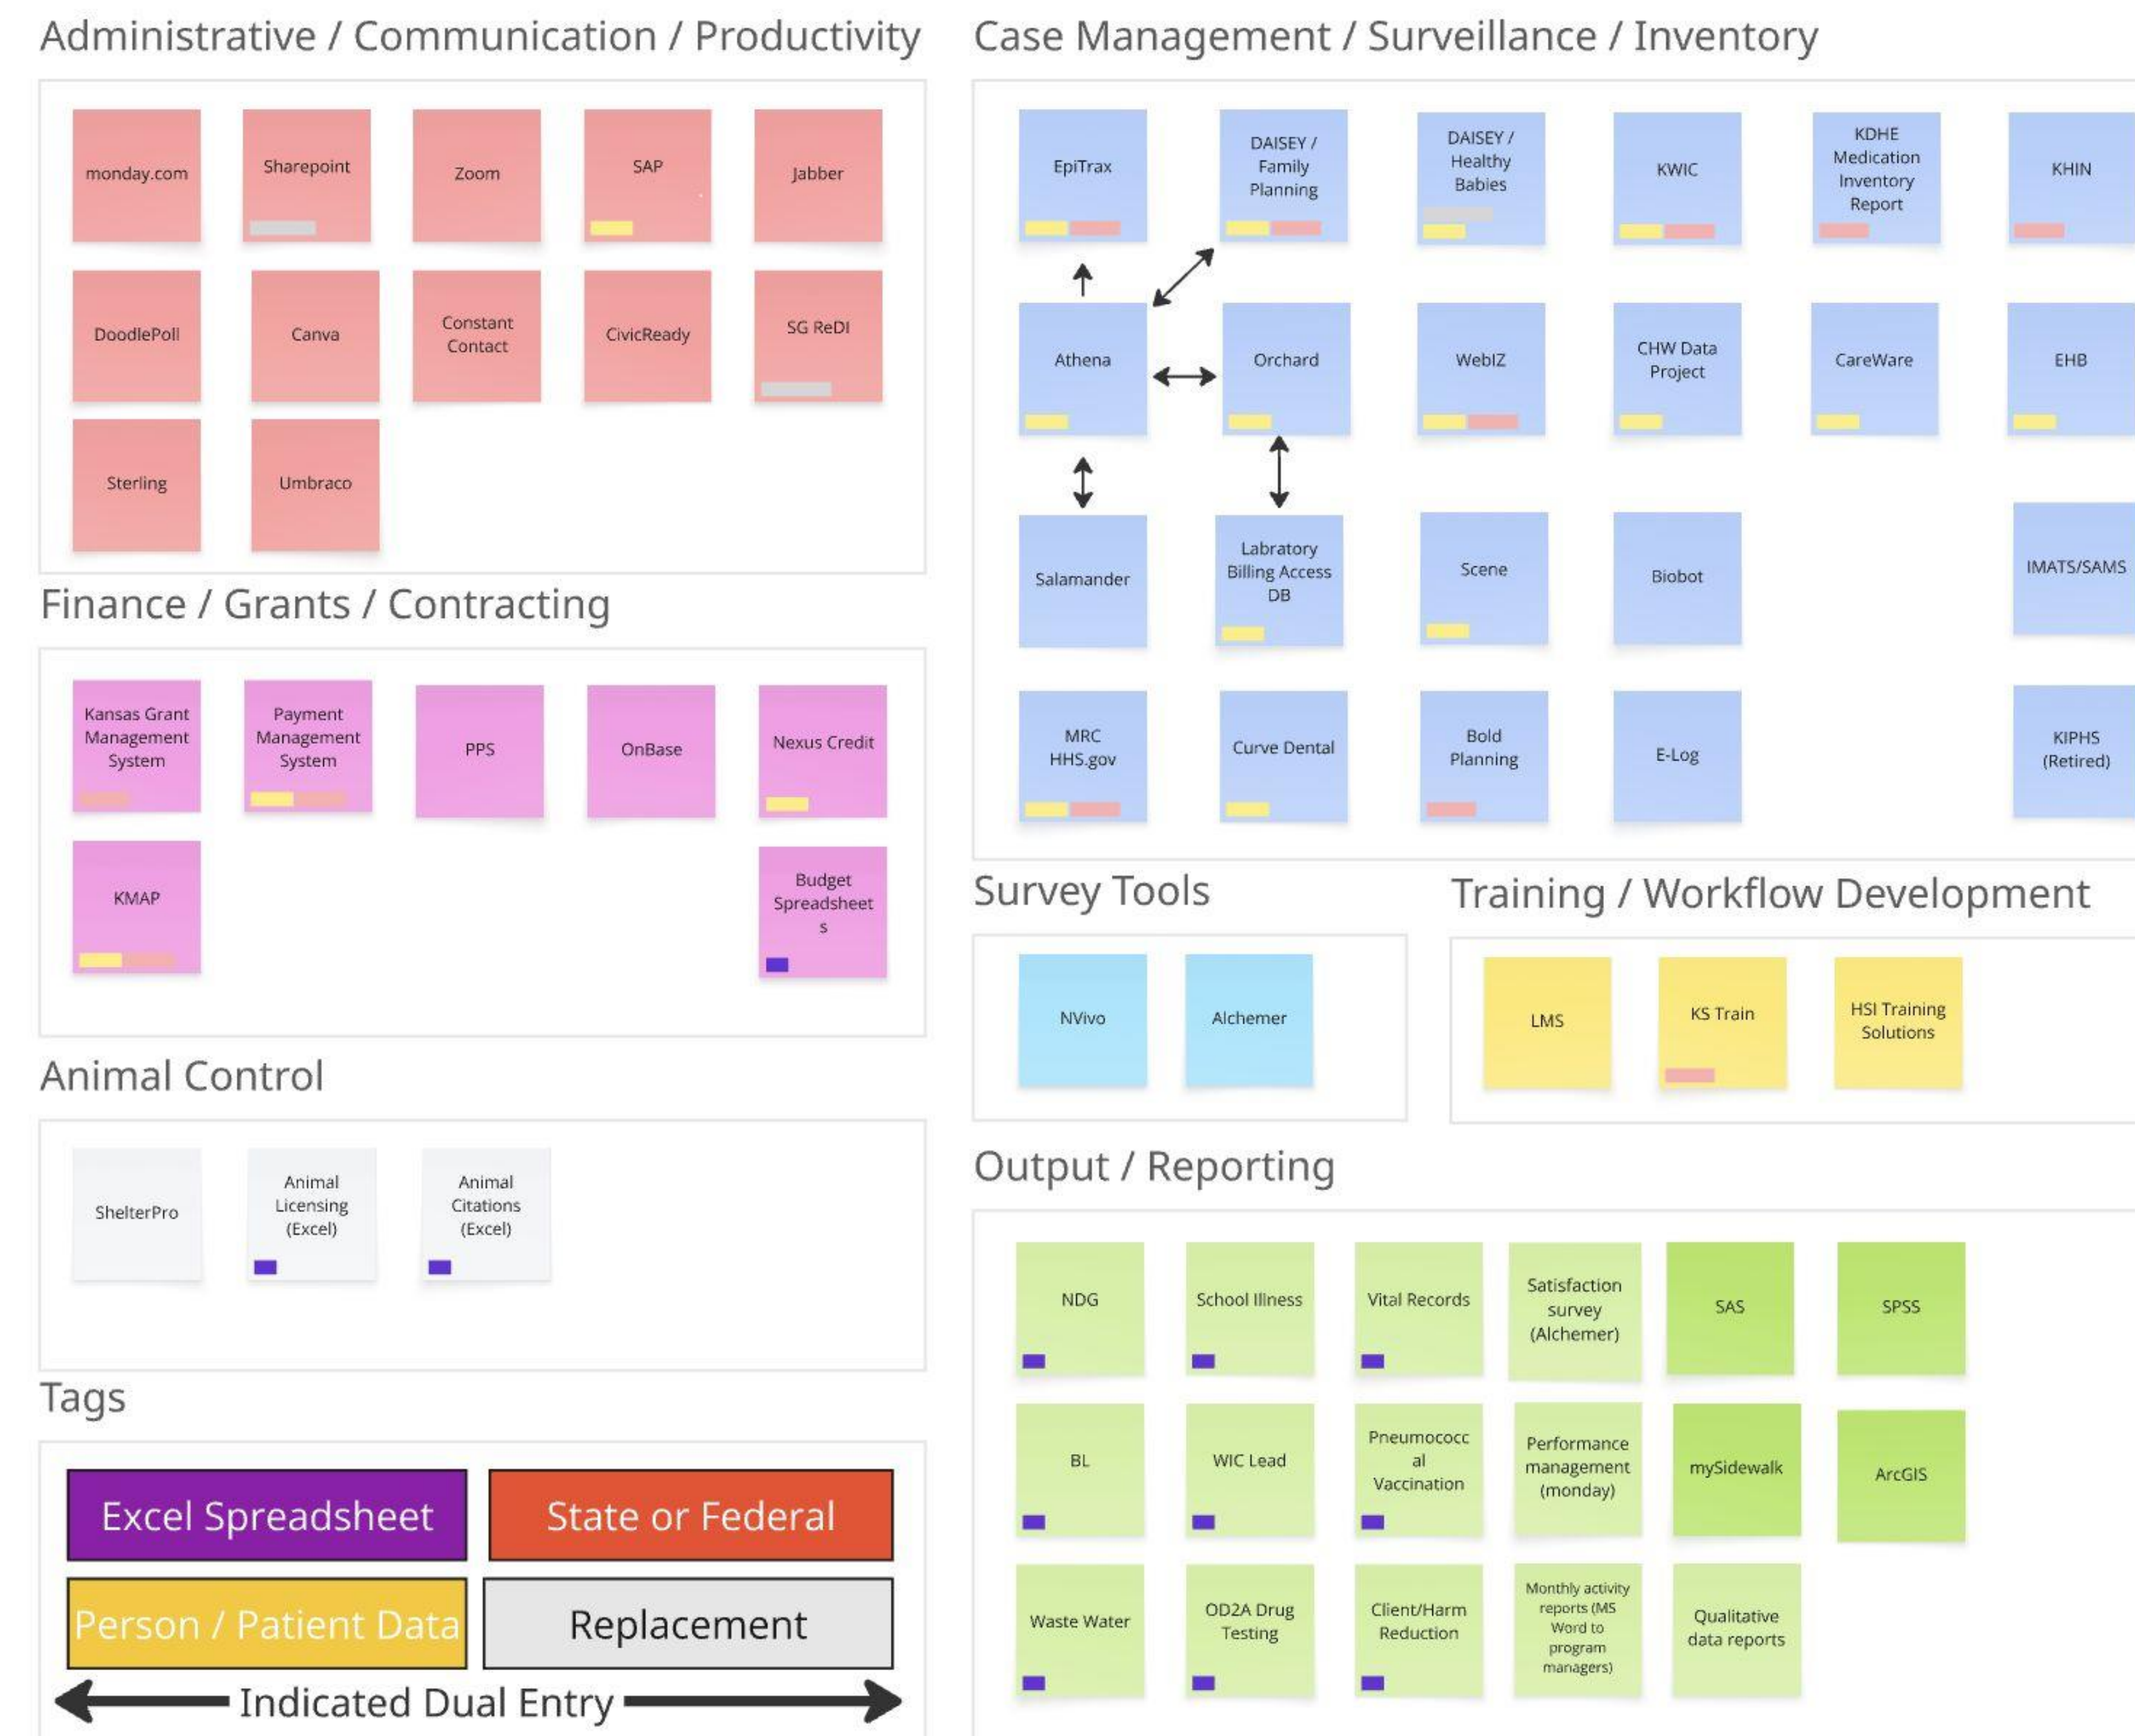 Administrative / Communication / Productivity
monday.com
Sharepoint
Zoom
SAP
Jabber
DoodlePoll
Canva
Constant
Contact
CivicReady
SG ReDI
Sterling
Umbraco
Finance / Grants / Contracting
Kansas Grant
Management
System
Payment
Management
System
PPS
OnBase
Nexus Credit
KMAP
Budget
Spreadsheet
s
Animal Control
ShelterPro
Animal
Licensing
(Excel)
Animal
Citations
(Excel)
Tags
Excel Spreadsheet
State or Federal
Person / Patient Data
Replacement
Indicated Dual Entry
Case Management / Surveillance / Inventory
EpiTrax
DAISEY /
Family
Planning
DAISEY /
Healthy
Babies
KWIC
KDHE
Medication
Inventory
Report
KHIN
Athena
Orchard
WebIZ
CHW Data
Project
CareWare
EHB
Salamander
Labratory
Billing Access
DB
Scene
Biobot
IMATS/SAMS
MRC
HHS.gov
Curve Dental
Bold
Planning
E-Log
KIPHS
(Retired)
Survey Tools
NVivo
Alchemer
Training / Workflow Development
LMS
KS Train
HSI Training
Solutions
Output / Reporting
NDG
School Illness
Vital Records
Satisfaction
survey
(Alchemer)
SAS
SPSS
BL
WIC Lead
Pneumococc
al
Vaccination
Performance
management
(monday)
mySidewalk
ArcGIS
Waste Water
OD2A Drug
Testing
Client/Harm
Reduction
Monthly activity
reports (MS
Word to
program
managers)
Qualitative
data reports